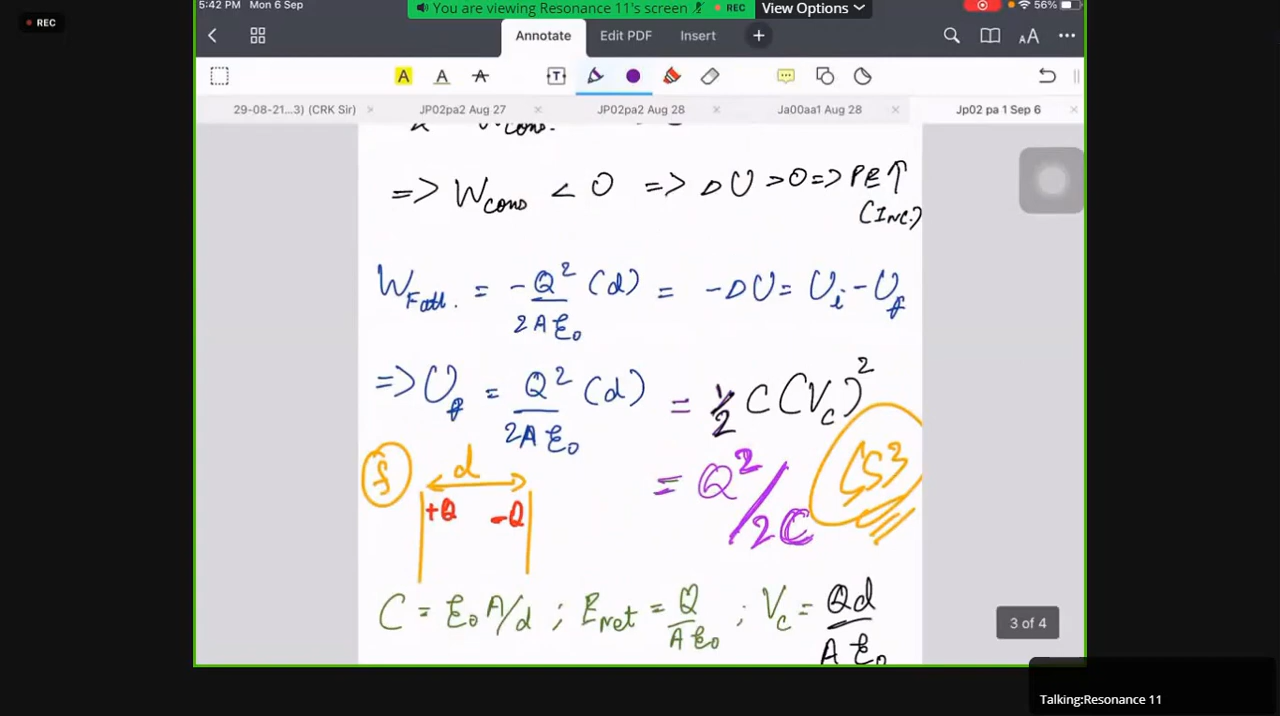 5:42 PM Mon 6 Sep
You are viewing Resonance 11's screen
REC
View Options
56%
REC
Annotate
Edit PDF
Insert
+
AA
A A A T
29-08-21...3) (CRK Sir)
JP02pa2 Aug 27
JP02pa2 Aug 28
Ja00aa1 Aug 28
Jp02 pa 1 Sep 6
=> W_cons < 0 => ΔU >0 => PE↑
(Inc.)
W_Fatt. = -Q²/2Aε₀ (d) = -ΔU = U_i - U_f
=> U_f = Q²/2Aε₀ (d) = 1/2 C(V_c)²
= Q²/2C
CS3
f
d
+Q -Q
C = ε₀A/d ; E_net = Q/Aε₀ ; V_c = Qd/Aε₀
3 of 4
Talking:Resonance 11